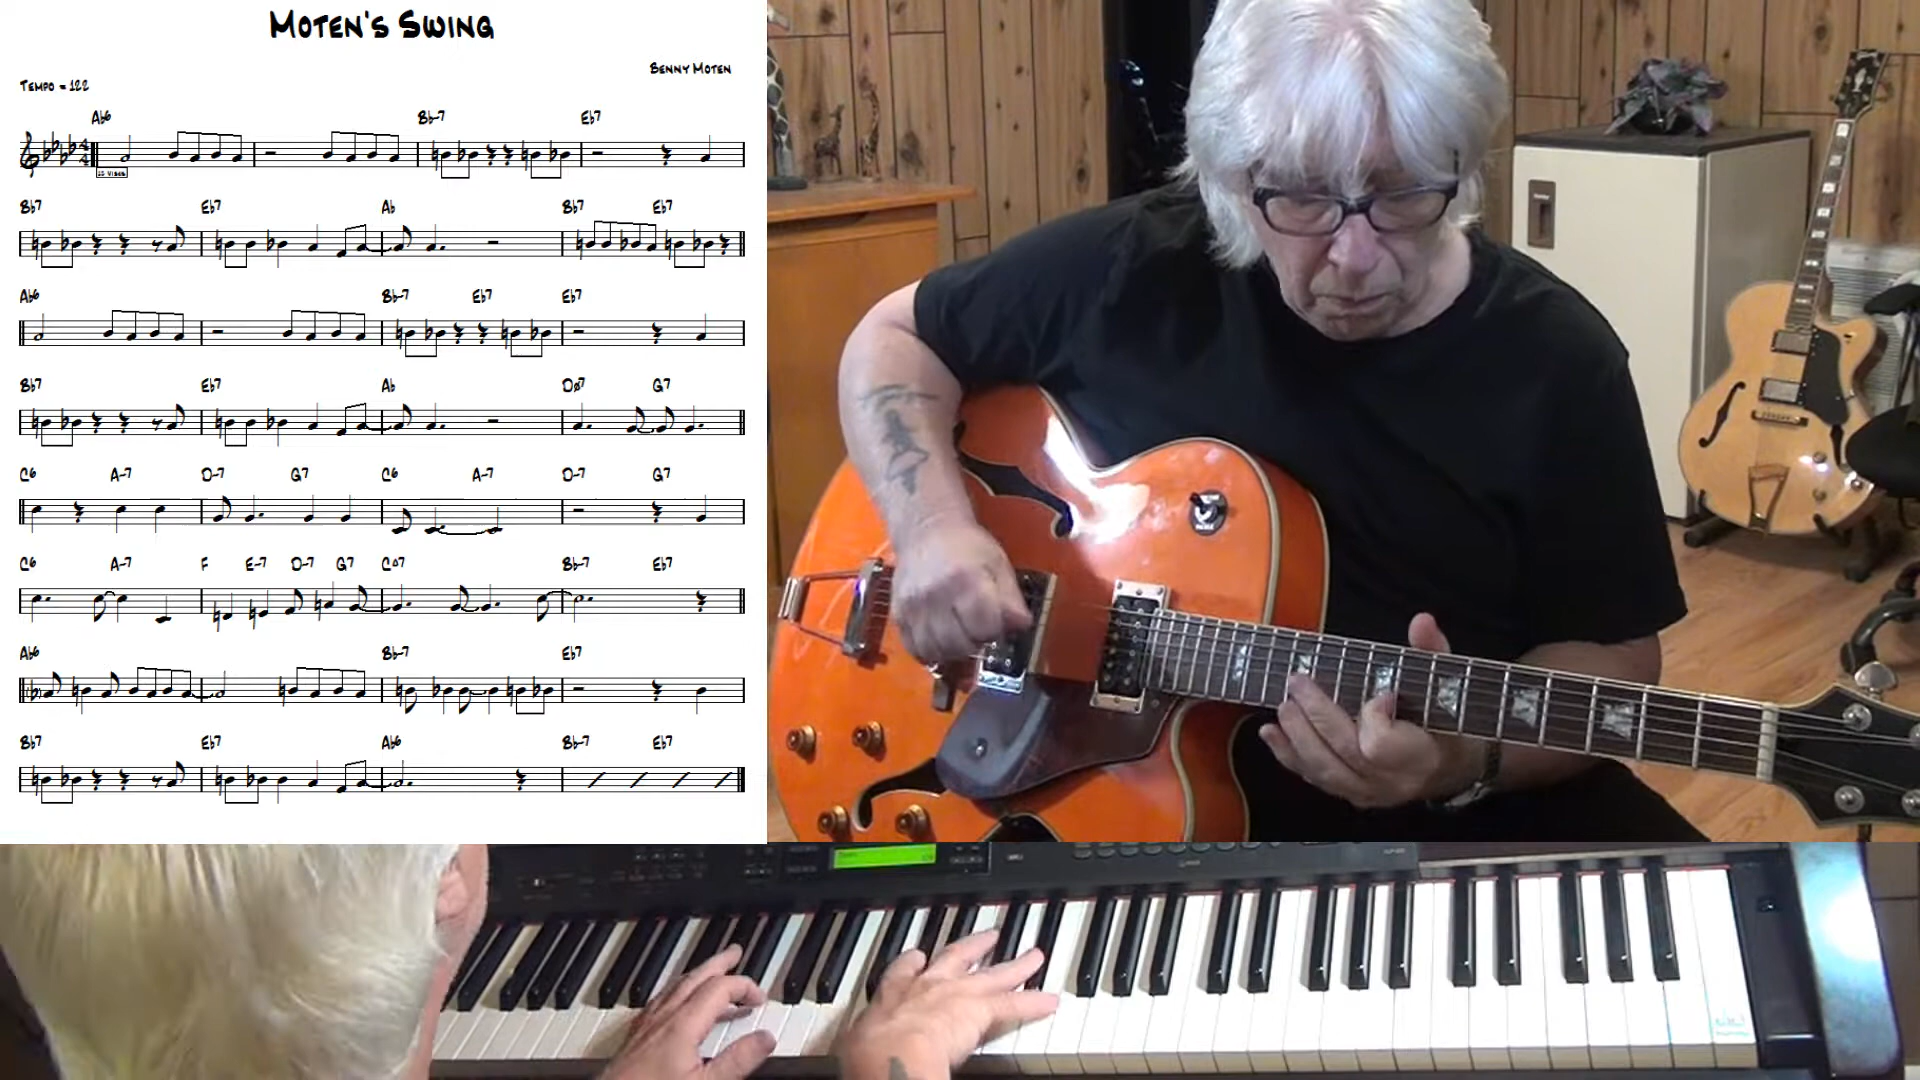 Moten's Swing
Benny Moten
Tempo = 122
Ab6 Bb-7 Eb7
Bb7 Eb7 Ab Bb7 Eb7
Ab6 Bb-7 Eb7 Eb7
Bb7 Eb7 Ab Dø7 G7
C6 A-7 D-7 G7 C6 A-7 D-7 G7
C6 A-7 F E-7 D-7 G7 Bb-7 Eb7
Ab6 Bb-7 Eb7
Bb7 Eb7 Ab6 Bb-7 Eb7